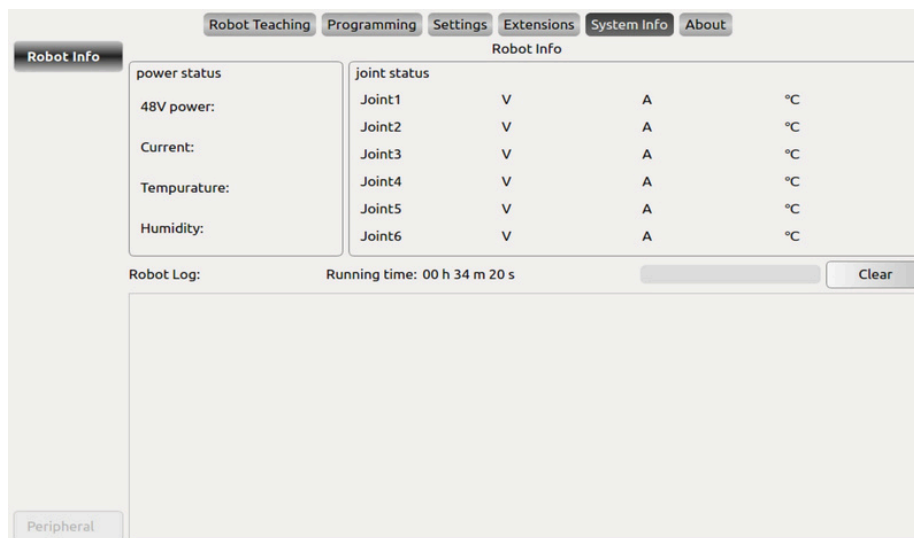 Robot Teaching Programming Settings Extensions System Info About
Robot Info
Robot Info
power status
48V power:
Current:
Tempurature:
Humidity:
joint status
Joint1 V A °C
Joint2 V A °C
Joint3 V A °C
Joint4 V A °C
Joint5 V A °C
Joint6 V A °C
Robot Log: Running time: 00 h 34 m 20 s Clear
Peripheral